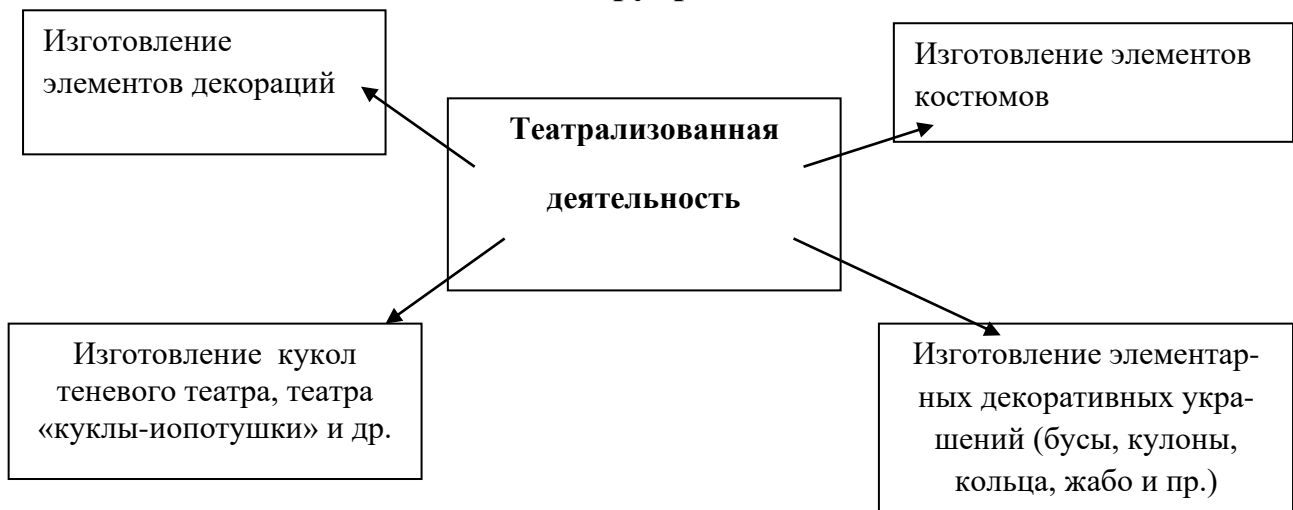 Изготовление
элементов декораций
Изготовление элементов
костюмов
Театрализованная
деятельность
Изготовление кукол
теневого театра, театра
«куклы-иопотушки» и др.
Изготовление элементар-
ных декоративных укра-
шений (бусы, кулоны,
кольца, жабо и пр.)